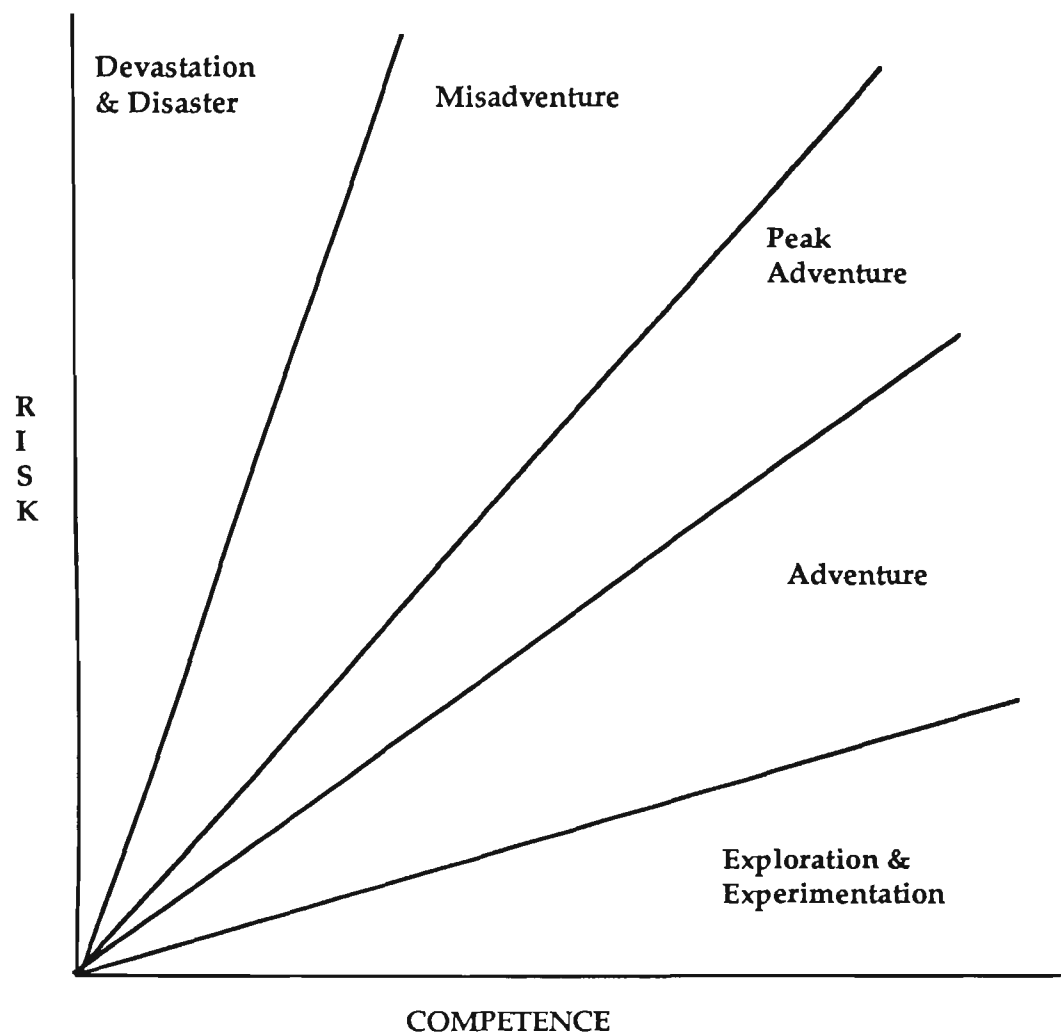 Devastation
& Disaster
Misadventure
Peak
Adventure
R
I
S
K
Adventure
Exploration &
Experimentation
COMPETENCE